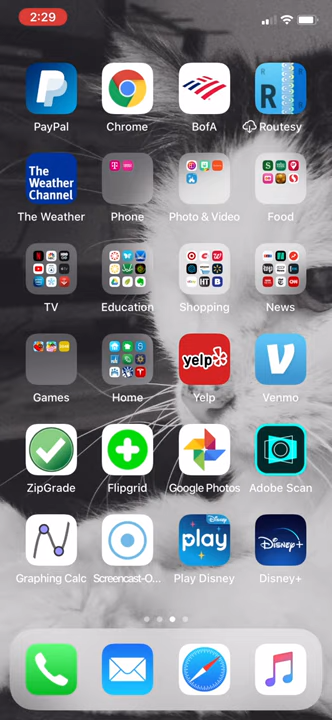 2:29
PayPal Chrome BofA Routesy
R R
The Weather Channel
The Weather Phone Photo & Video Food
TV Education Shopping News
yelp
Games Home Yelp Venmo
ZipGrade Flipgrid Google Photos Adobe Scan
Disney
play
Disney+
Graphing Calc Screencast-O... Play Disney Disney+